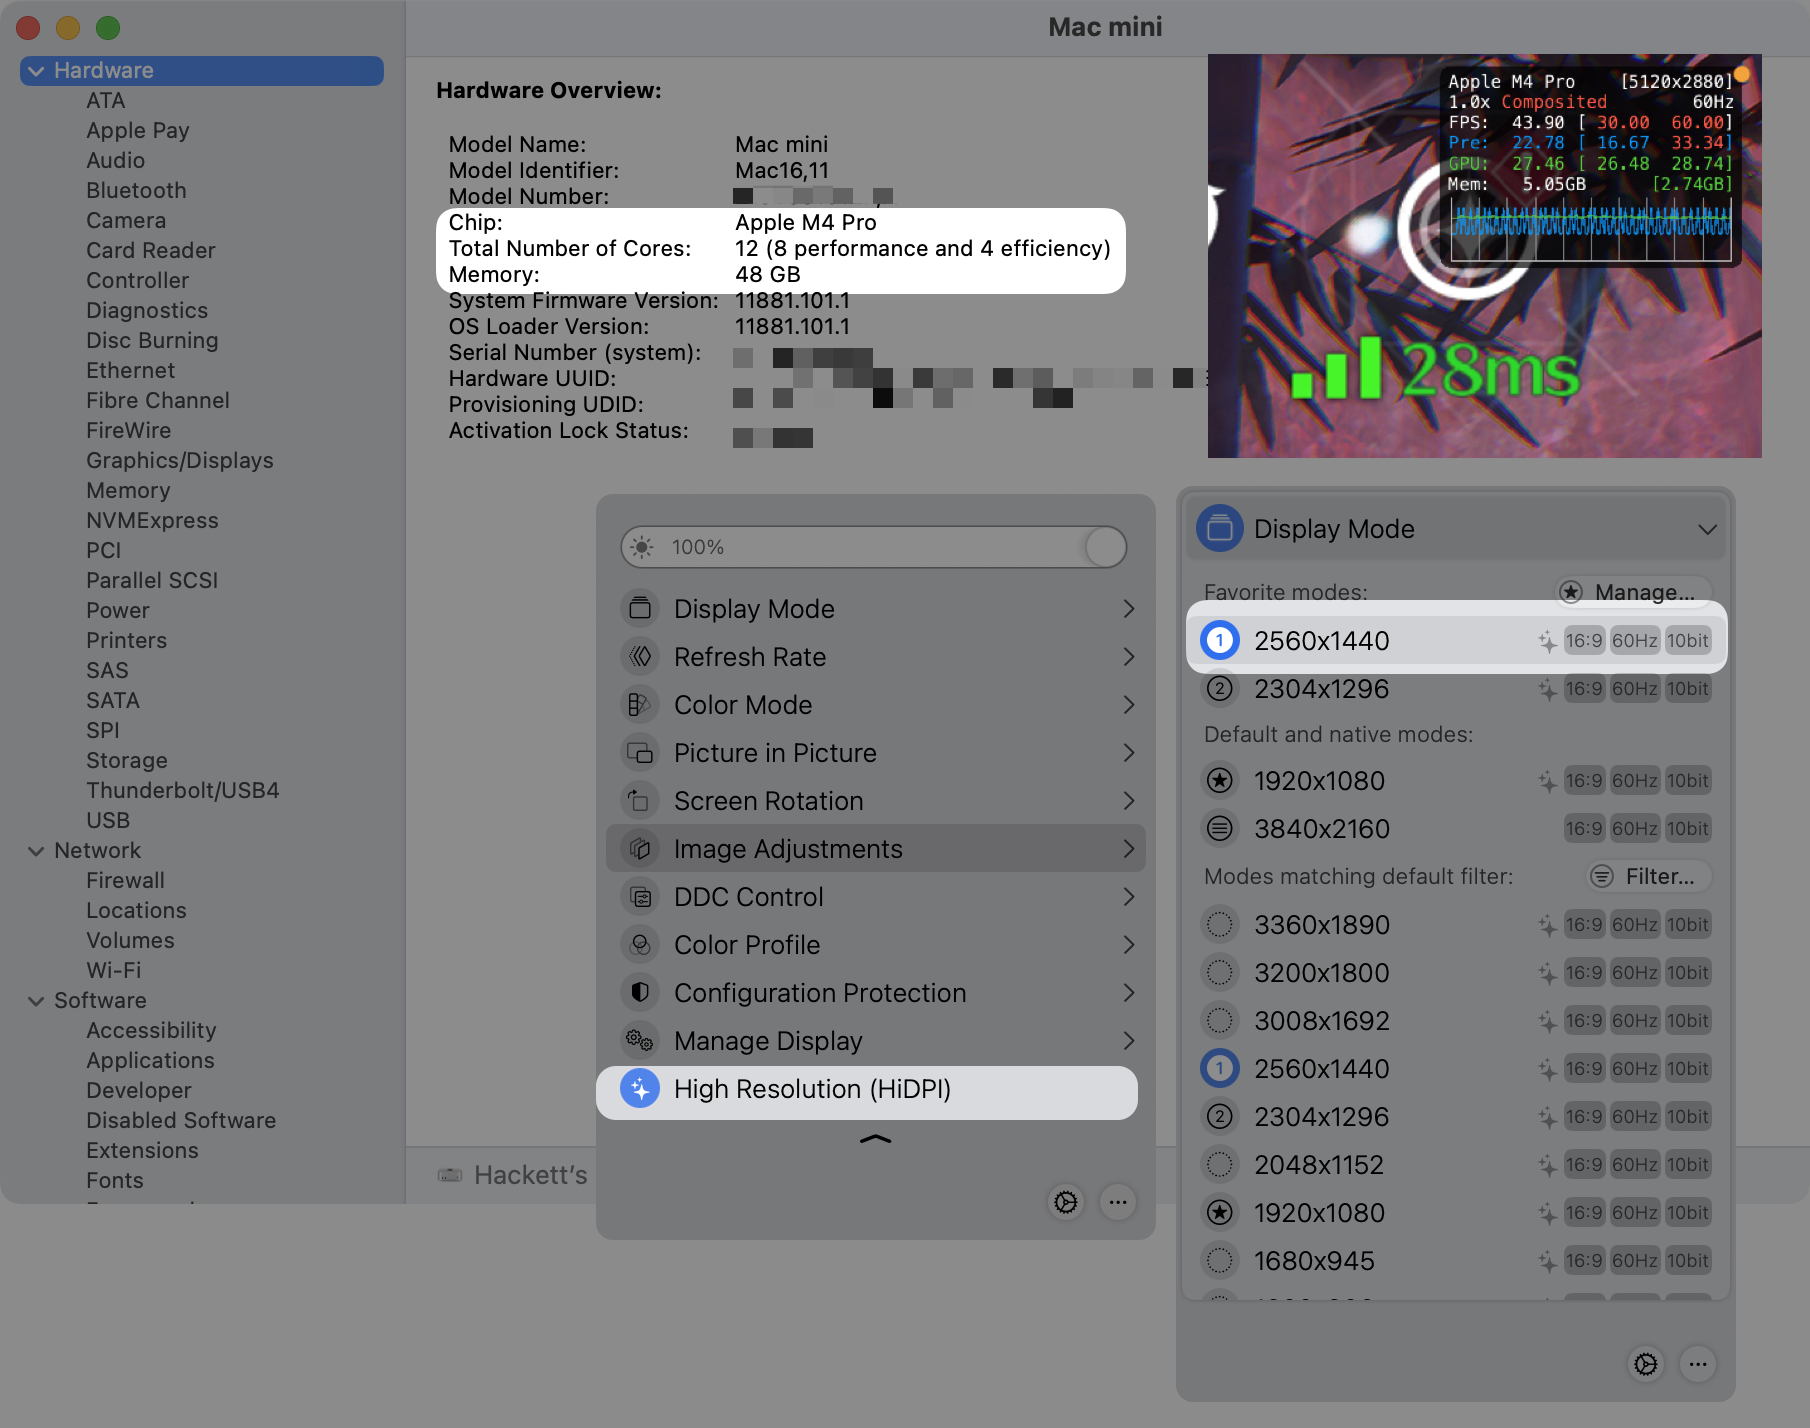 Mac mini
Hardware
ATA
Apple Pay
Audio
Bluetooth
Camera
Card Reader
Controller
Diagnostics
Disc Burning
Ethernet
Fibre Channel
FireWire
Graphics/Displays
Memory
NVMExpress
PCI
Parallel SCSI
Power
Printers
SAS
SATA
SPI
Storage
Thunderbolt/USB4
USB
Network
Firewall
Locations
Volumes
Wi-Fi
Software
Accessibility
Applications
Developer
Disabled Software
Extensions
Fonts
Hardware Overview:
Model Name: Mac mini
Model Identifier: Mac16,11
Model Number:
Chip: Apple M4 Pro
Total Number of Cores: 12 (8 performance and 4 efficiency)
Memory: 48 GB
System Firmware Version: 11881.101.1
OS Loader Version: 11881.101.1
Serial Number (system):
Hardware UUID:
Provisioning UDID:
Activation Lock Status:
Hackett's
Apple M4 Pro [5120x2880]
1.0x Composited 60Hz
FPS: 43.90 [ 30.00 60.00]
Pre: 22.78 [ 16.67 33.34]
GPU: 27.46 [ 26.48 28.74]
Mem: 5.05GB [2.74GB]
28ms
100%
Display Mode
Refresh Rate
Color Mode
Picture in Picture
Screen Rotation
Image Adjustments
DDC Control
Color Profile
Configuration Protection
Manage Display
High Resolution (HiDPI)
Display Mode
Favorite modes: Manage...
1 2560x1440 16:9 60Hz 10bit
2 2304x1296 16:9 60Hz 10bit
Default and native modes:
1920x1080 16:9 60Hz 10bit
3840x2160 16:9 60Hz 10bit
Modes matching default filter: Filter...
3360x1890 16:9 60Hz 10bit
3200x1800 16:9 60Hz 10bit
3008x1692 16:9 60Hz 10bit
1 2560x1440 16:9 60Hz 10bit
2 2304x1296 16:9 60Hz 10bit
2048x1152 16:9 60Hz 10bit
1920x1080 16:9 60Hz 10bit
1680x945 16:9 60Hz 10bit